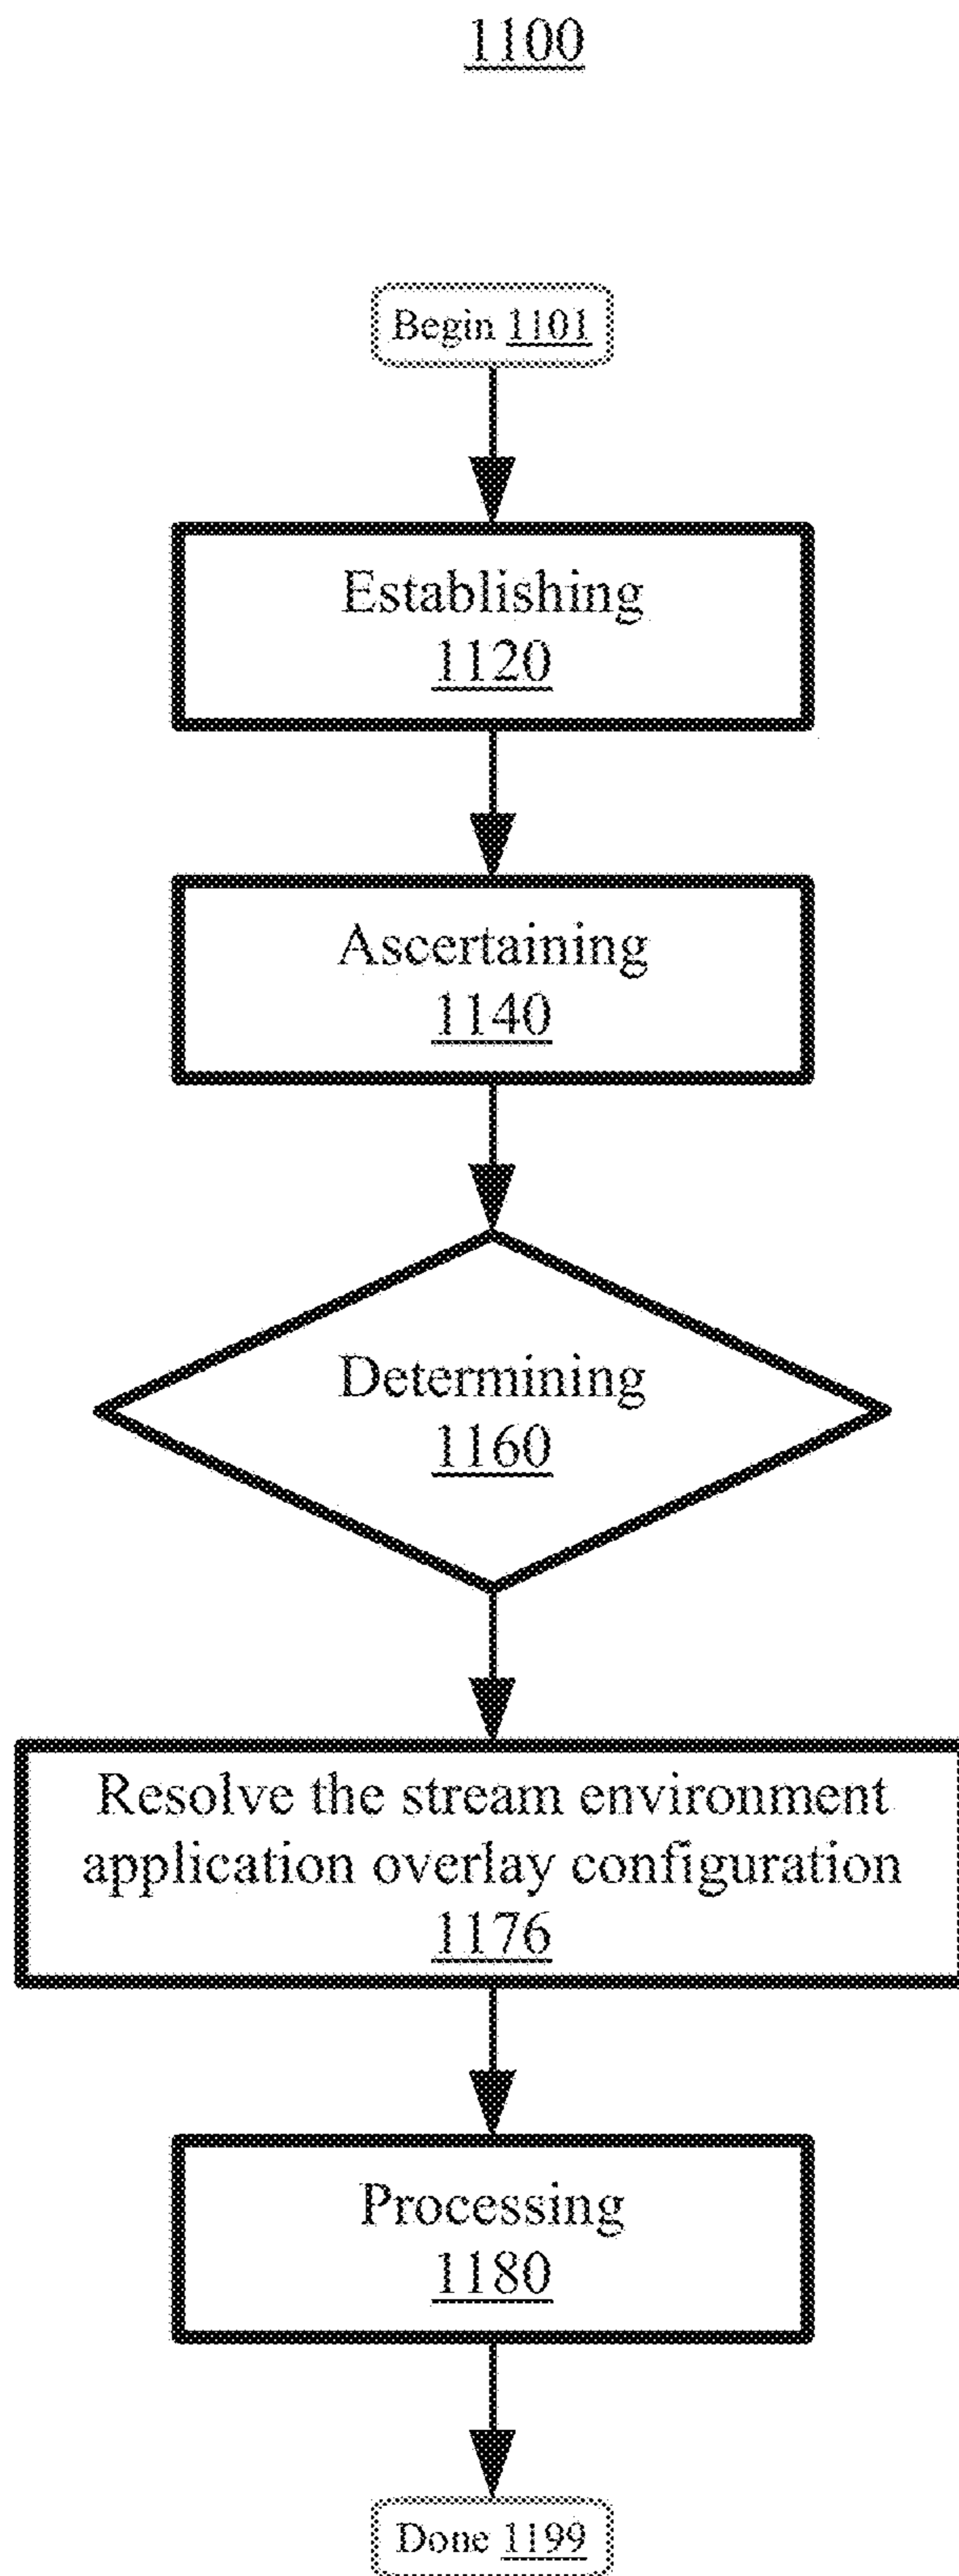 1100
Begin 1101
Establishing
1120
Ascertaining
1140
Determining
1160
Resolve the stream environment
application overlay configuration
1176
Processing
1180
Done 1199